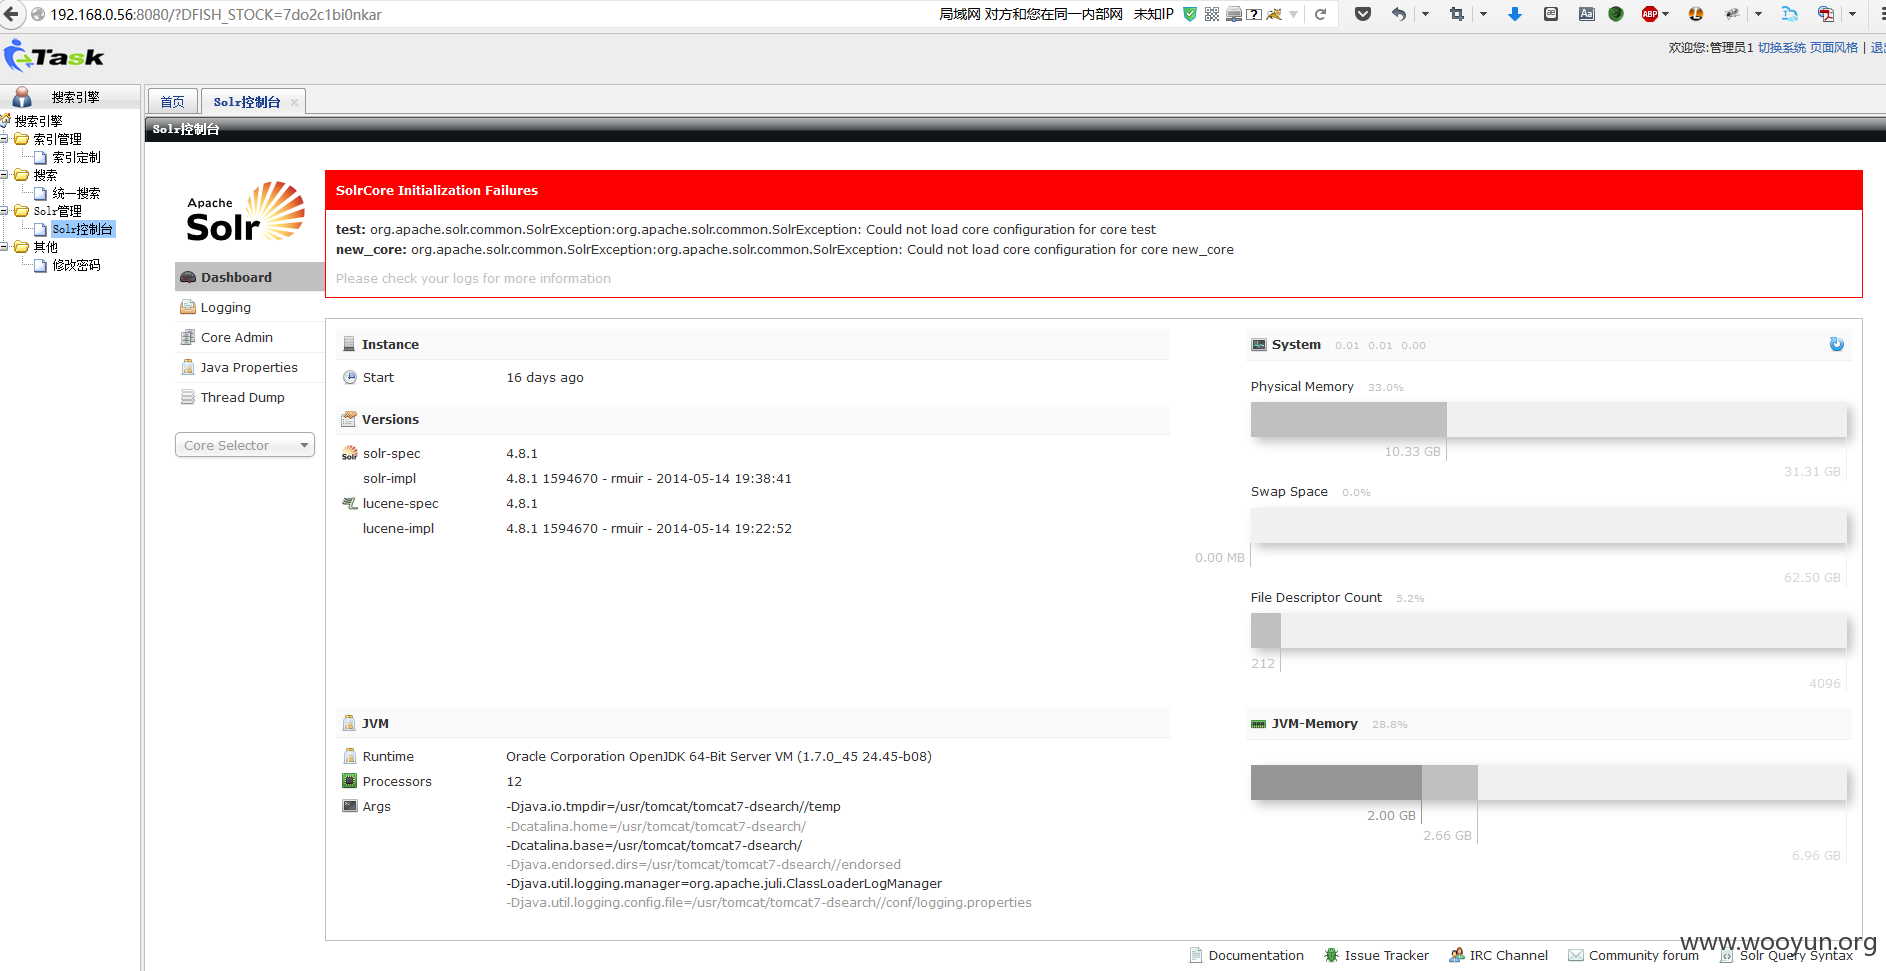 192.168.0.56:8080/?DFISH_STOCK=7do2c1bi0nkar
局域网 对方和您在同一内部网 未知IP
Task
欢迎您:管理员1 切换系统 页面风格 |
搜索引擎
首页
Solr控制台
搜索引擎
Solr控制台
索引管理
索引定制
搜索
统一搜索
Solr管理
Solr控制台
其他
修改密码
Apache
Solr
Dashboard
Logging
Core Admin
Java Properties
Thread Dump
Core Selector
SolrCore Initialization Failures
test: org.apache.solr.common.SolrException:org.apache.solr.common.SolrException: Could not load core configuration for core test
new_core: org.apache.solr.common.SolrException:org.apache.solr.common.SolrException: Could not load core configuration for core new_core
Please check your logs for more information
Instance
Start 16 days ago
Versions
solr-spec 4.8.1
solr-impl 4.8.1 1594670 - rmuir - 2014-05-14 19:38:41
lucene-spec 4.8.1
lucene-impl 4.8.1 1594670 - rmuir - 2014-05-14 19:22:52
JVM
Runtime Oracle Corporation OpenJDK 64-Bit Server VM (1.7.0_45 24.45-b08)
Processors 12
Args -Djava.io.tmpdir=/usr/tomcat/tomcat7-dsearch//temp
-Dcatalina.home=/usr/tomcat/tomcat7-dsearch/
-Dcatalina.base=/usr/tomcat/tomcat7-dsearch/
-Djava.endorsed.dirs=/usr/tomcat/tomcat7-dsearch//endorsed
-Djava.util.logging.manager=org.apache.juli.ClassLoaderLogManager
-Djava.util.logging.config.file=/usr/tomcat/tomcat7-dsearch//conf/logging.properties
System 0.01 0.01 0.00
Physical Memory 33.0%
10.33 GB
31.31 GB
Swap Space 0.0%
0.00 MB
62.50 GB
File Descriptor Count 5.2%
212
4096
JVM-Memory 28.8%
2.00 GB
2.66 GB
6.96 GB
Documentation Issue Tracker IRC Channel Community forum Solr Query Syntax
www.wooyun.org